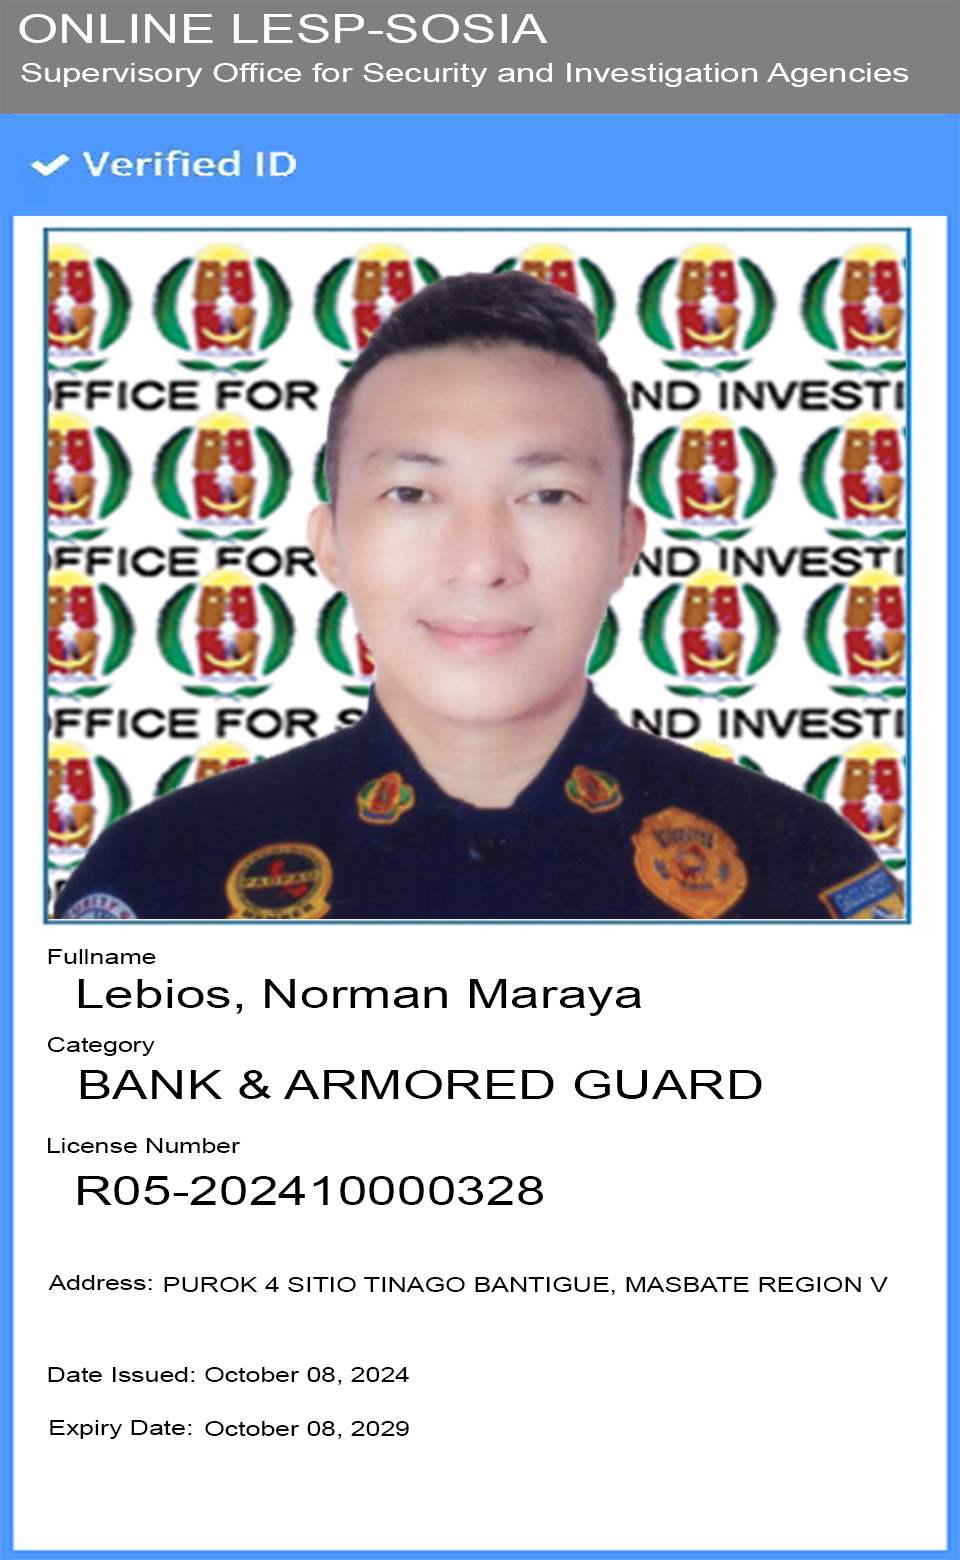 ONLINE LESP-SOSIA
Supervisory Office for Security and Investigation Agencies
Verified ID
FFICE FOR ND INVESTI
FFICE FOR ND INVESTI
FFICE FOR S ND INVESTI
PADPAO
Fullname
Lebios, Norman Maraya
Category
BANK & ARMORED GUARD
License Number
R05-202410000328
Address: PUROK 4 SITIO TINAGO BANTIGUE, MASBATE REGION V
Date Issued: October 08, 2024
Expiry Date: October 08, 2029